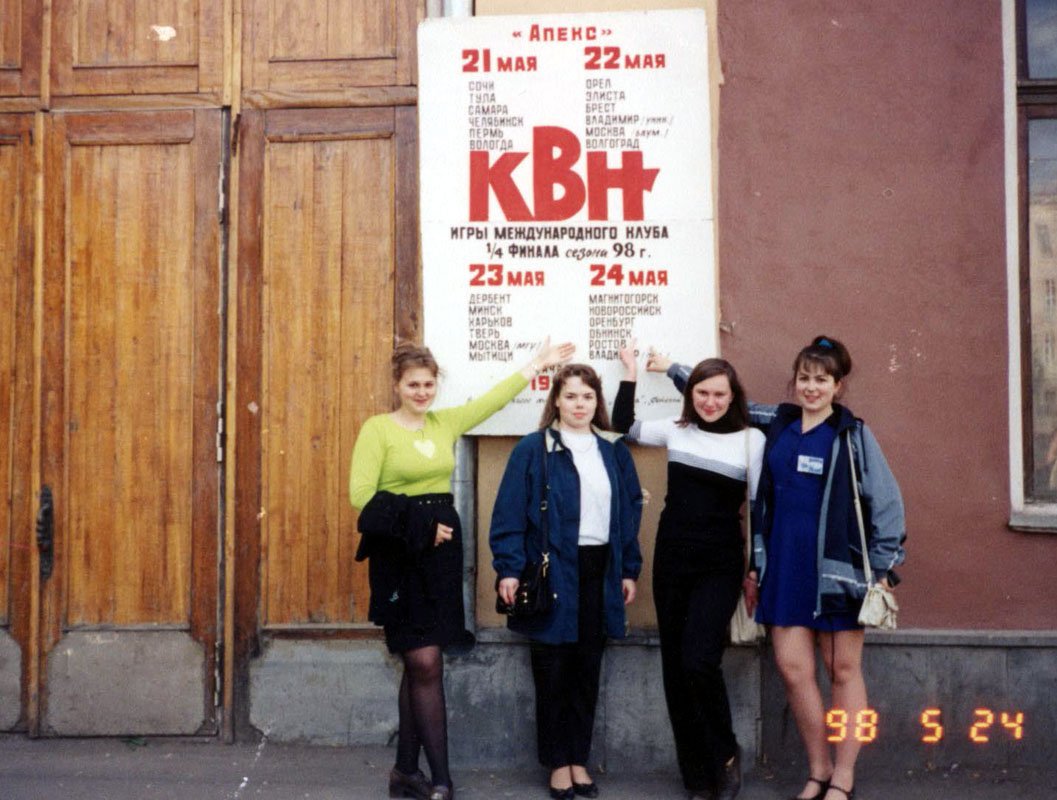 « АПЕКС »
21 МАЯ
22 МАЯ
СОЧИ
ТУЛА
САМАРА
ЧЕЛЯБИНСК
ПЕРМЬ
ВОЛОГДА
ОРЕЛ
ЭЛИСТА
БРЕСТ
ВЛАДИМИР
МОСКВА
ВОЛГОГРАД
КВН
ИГРЫ МЕЖДУНАРОДНОГО КЛУБА
1/4 ФИНАЛА сезона 98 г.
23 МАЯ
24 МАЯ
ДЕРБЕНТ
МИНСК
ХАРЬКОВ
ТВЕРЬ
МОСКВА (МГУ)
МЫТИЩИ
МАГНИТОГОРСК
НОВОРОССИЙСК
ОРЕНБУРГ
ОБНИНСК
РОСТОВ
ВЛАДИМИР
98 5 24